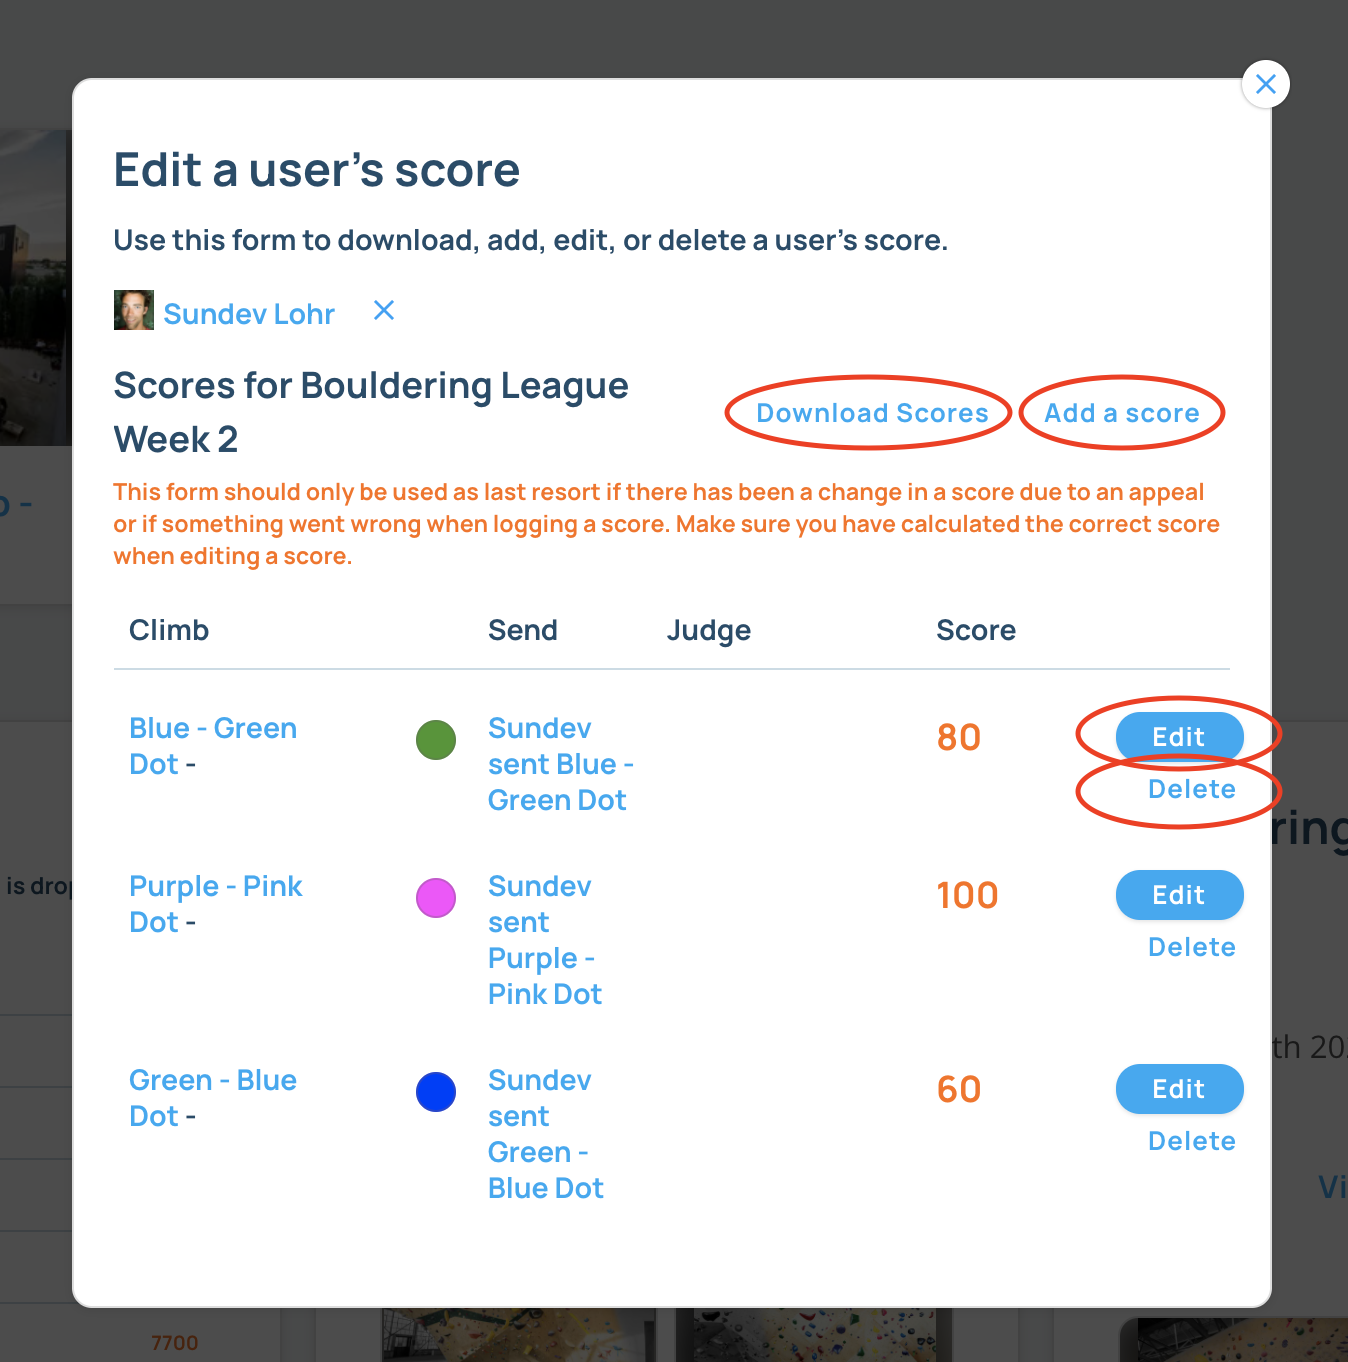 Edit a user's score
Use this form to download, add, edit, or delete a user's score.
Sundev Lohr
Scores for Bouldering League
Week 2
Download Scores
Add a score
This form should only be used as last resort if there has been a change in a score due to an appeal
or if something went wrong when logging a score. Make sure you have calculated the correct score
when editing a score.
Climb Send Judge Score
Blue - Green
Dot -
Sundev
sent Blue -
Green Dot
80
Edit
Delete
Purple - Pink
Dot -
Sundev
sent
Purple -
Pink Dot
100
Edit
Delete
Green - Blue
Dot -
Sundev
sent
Green -
Blue Dot
60
Edit
Delete
is
7700